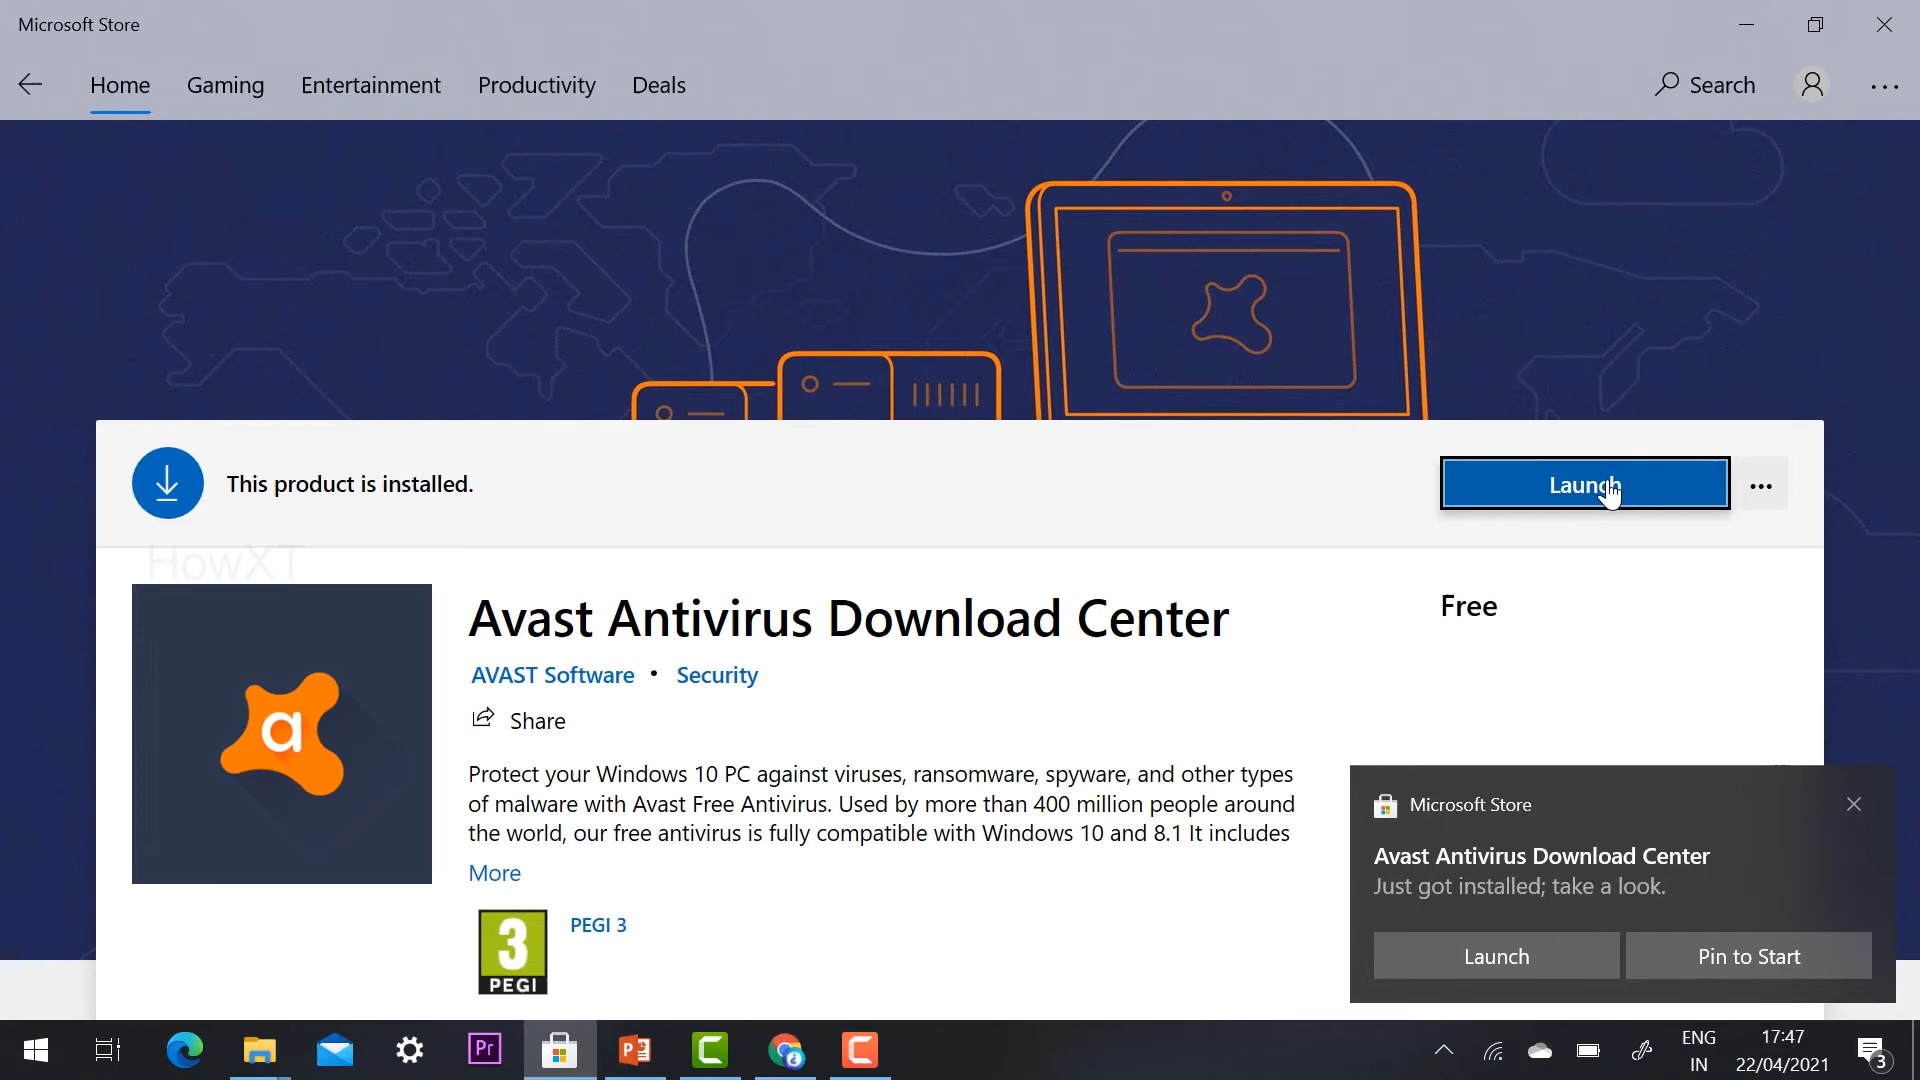 Microsoft Store
Home Gaming Entertainment Productivity Deals Search
This product is installed.
Launch
HowXT
a
Avast Antivirus Download Center
Free
AVAST Software • Security
Share
Protect your Windows 10 PC against viruses, ransomware, spyware, and other types
of malware with Avast Free Antivirus. Used by more than 400 million people around
the world, our free antivirus is fully compatible with Windows 10 and 8.1 It includes
More
3
PEGI
PEGI 3
Microsoft Store
Avast Antivirus Download Center
Just got installed; take a look.
Launch Pin to Start
Pr
P
ENG
IN
17:47
22/04/2021
3